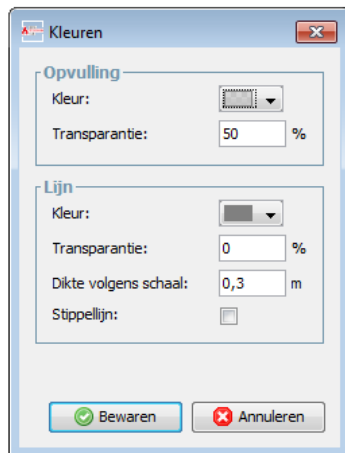 Kleuren
Opvulling
Kleur:
Transparantie: 50 %
Lijn
Kleur:
Transparantie: 0 %
Dikte volgens schaal: 0,3 m
Stippellijn:
Bewaren Annuleren